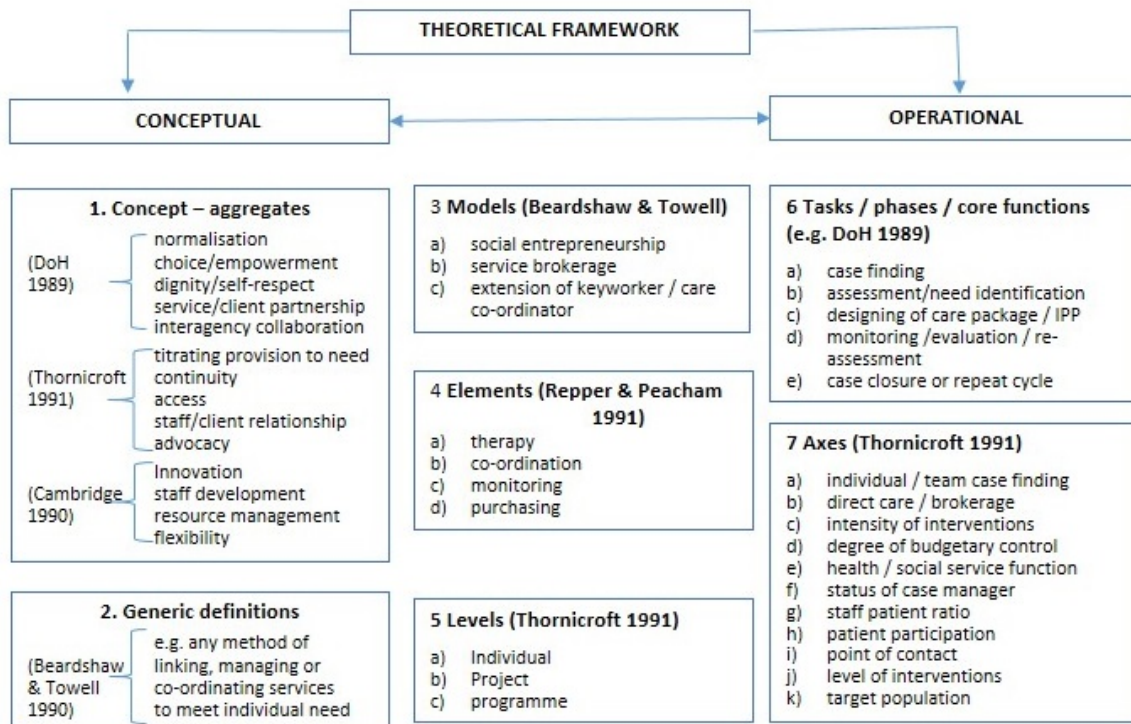 THEORETICAL FRAMEWORK
CONCEPTUAL
OPERATIONAL
1. Concept – aggregates
(DoH
1989)
normalisation
choice/empowerment
dignity/self-respect
service/client partnership
interagency collaboration
(Thornicroft
1991)
titrating provision to need
continuity
access
staff/client relationship
advocacy
(Cambridge
1990)
Innovation
staff development
resource management
flexibility
2. Generic definitions
(Beardshaw
& Towell
1990)
e.g. any method of
linking, managing or
co-ordinating services
to meet individual need
3 Models (Beardshaw & Towell)
a) social entrepreneurship
b) service brokerage
c) extension of keyworker / care
co-ordinator
4 Elements (Repper & Peacham
1991)
a) therapy
b) co-ordination
c) monitoring
d) purchasing
5 Levels (Thornicroft 1991)
a) Individual
b) Project
c) programme
6 Tasks / phases / core functions
(e.g. DoH 1989)
a) case finding
b) assessment/need identification
c) designing of care package / IPP
d) monitoring /evaluation / re-
assessment
e) case closure or repeat cycle
7 Axes (Thornicroft 1991)
a) individual / team case finding
b) direct care / brokerage
c) intensity of interventions
d) degree of budgetary control
e) health / social service function
f) status of case manager
g) staff patient ratio
h) patient participation
i) point of contact
j) level of interventions
k) target population